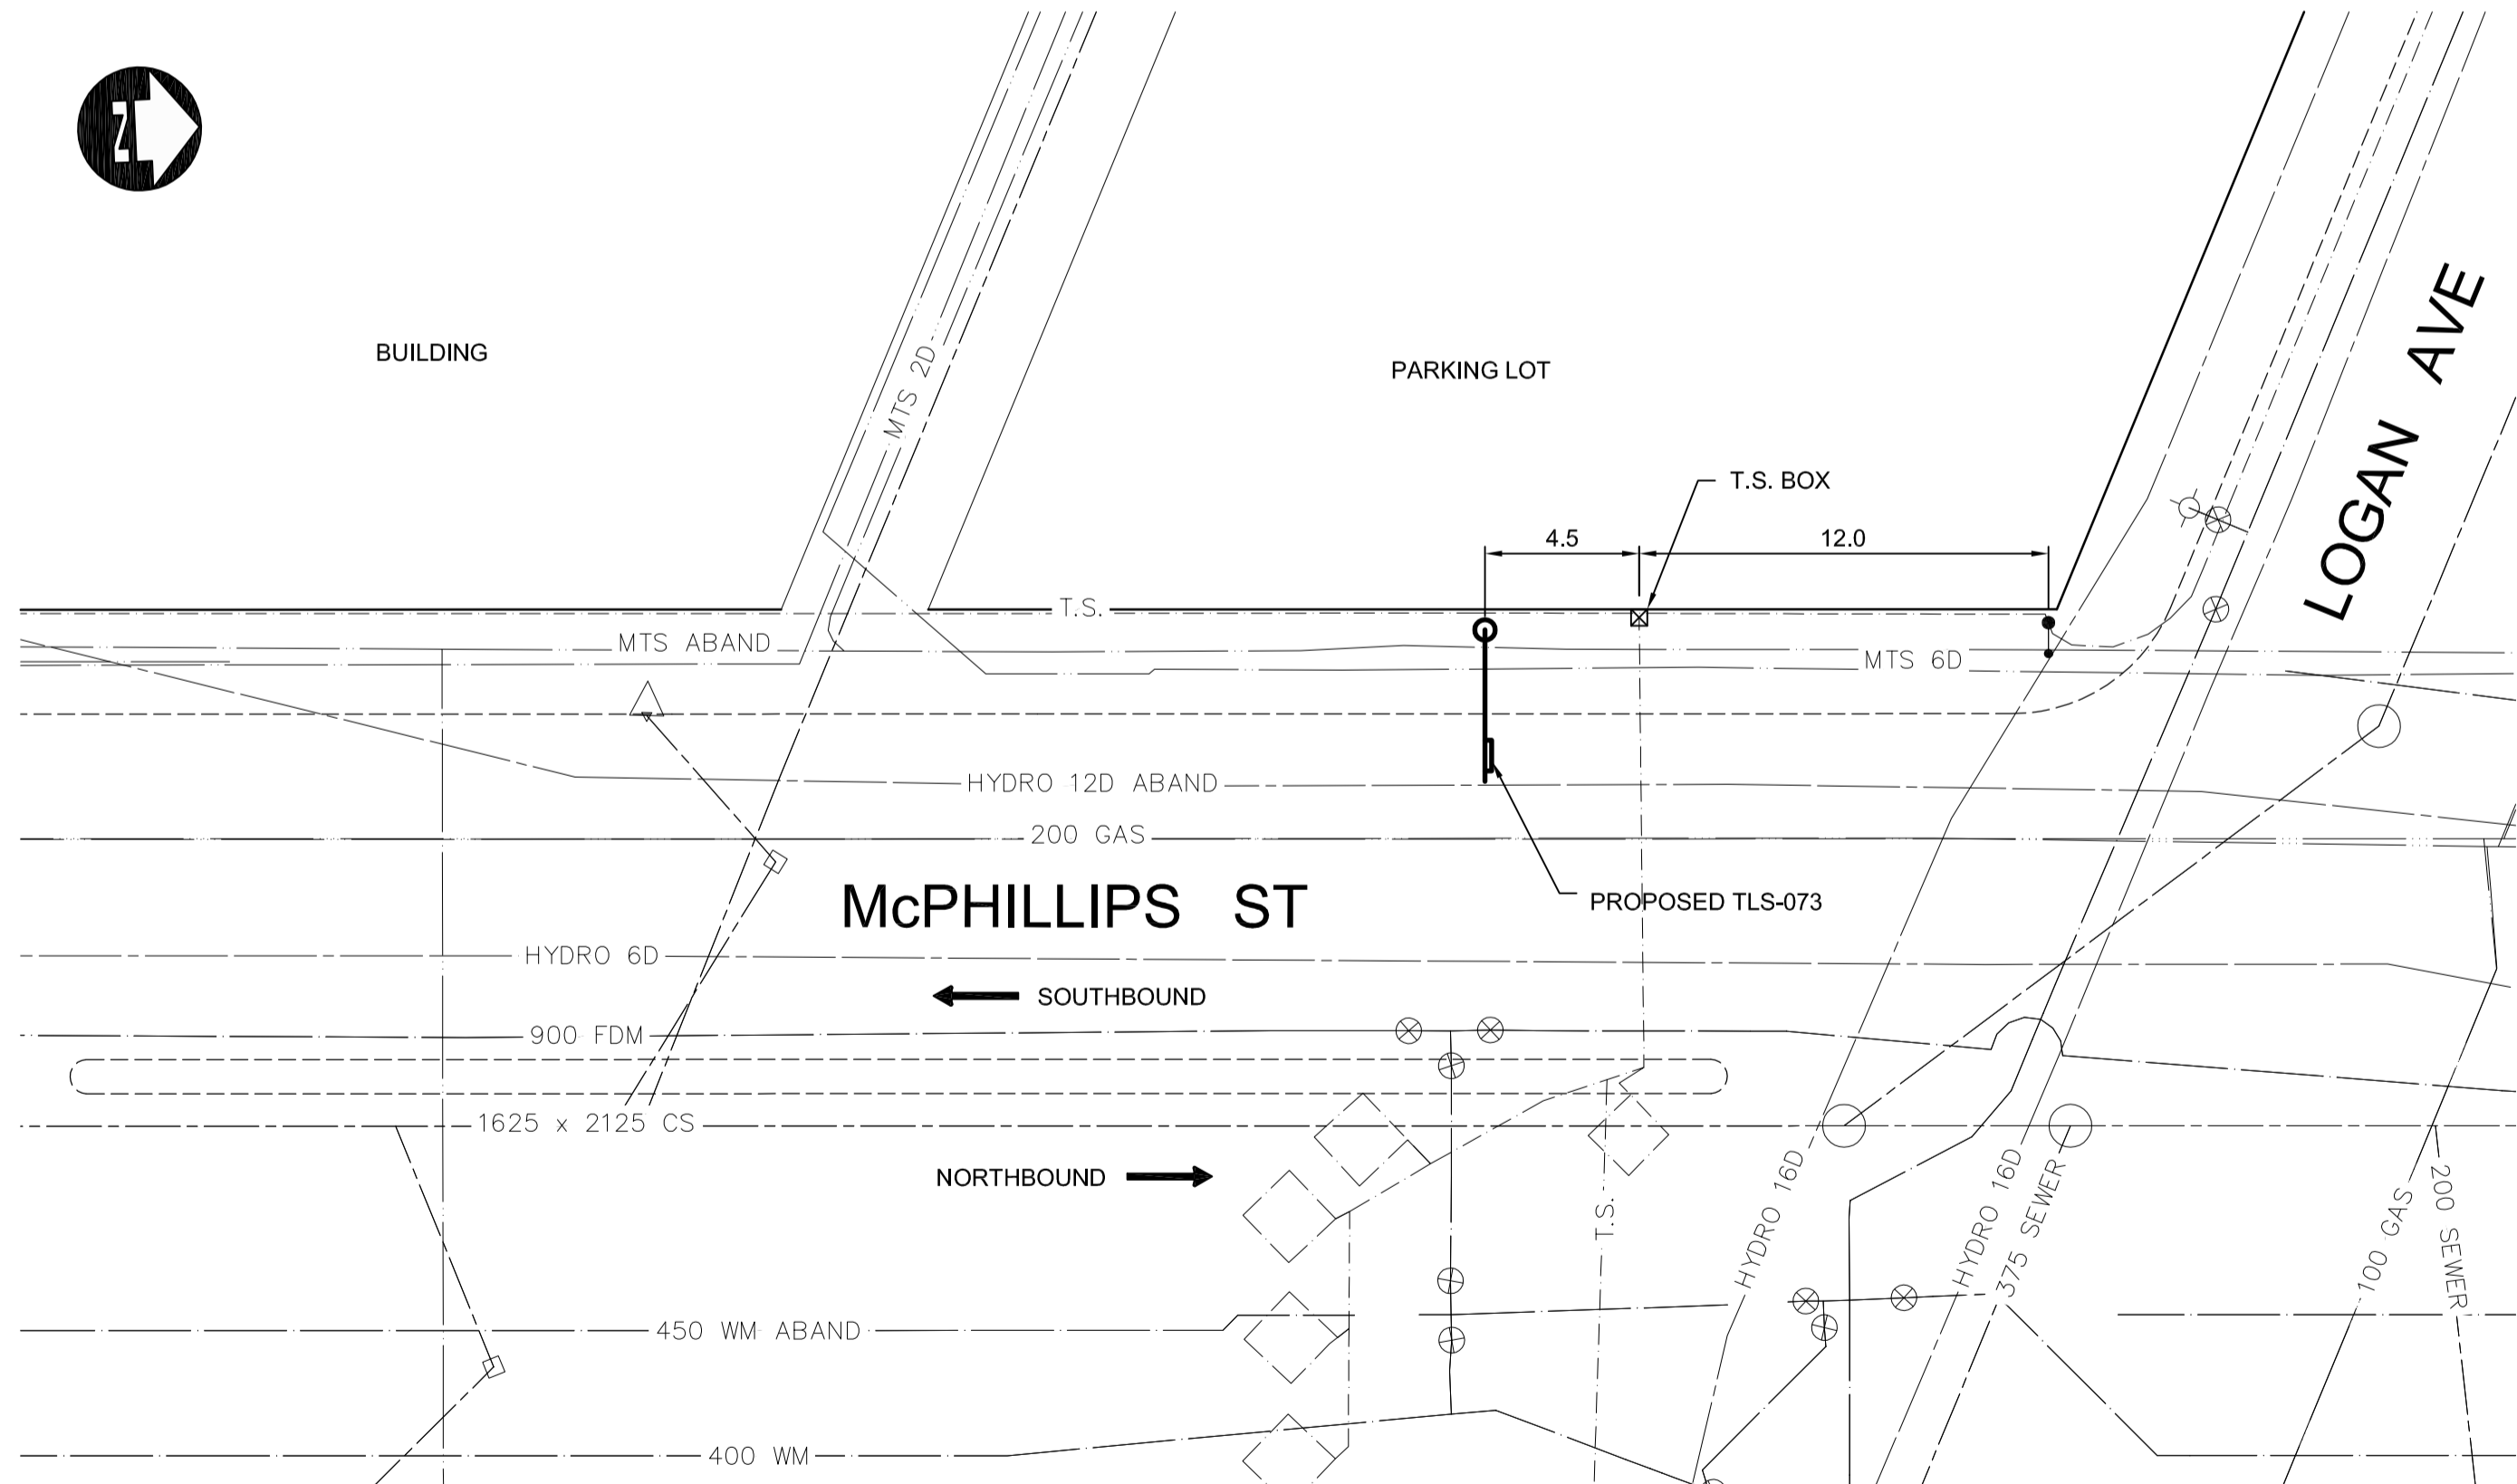 N
BUILDING
MTS 2D
PARKING LOT
LOGAN AVE
T.S. BOX
4.5
12.0
T.S.
MTS ABAND
MTS 6D
HYDRO 12D ABAND
200 GAS
McPHILLIPS ST
PROPOSED TLS-073
HYDRO 6D
SOUTHBOUND
900 FDM
1625 x 2125 CS
NORTHBOUND
T.S.
HYDRO 16D
HYDRO 16D
375 SEWER
100 GAS
200 SEWER
450 WM ABAND
400 WM